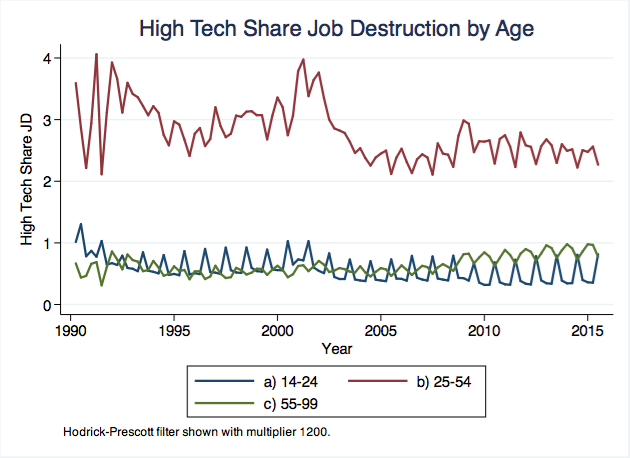 High Tech Share Job Destruction by Age
High Tech Share JD
4
3
2
1
0
1990 1995 2000 2005 2010 2015
Year
a) 14-24 b) 25-54
c) 55-99
Hodrick-Prescott filter shown with multiplier 1200.